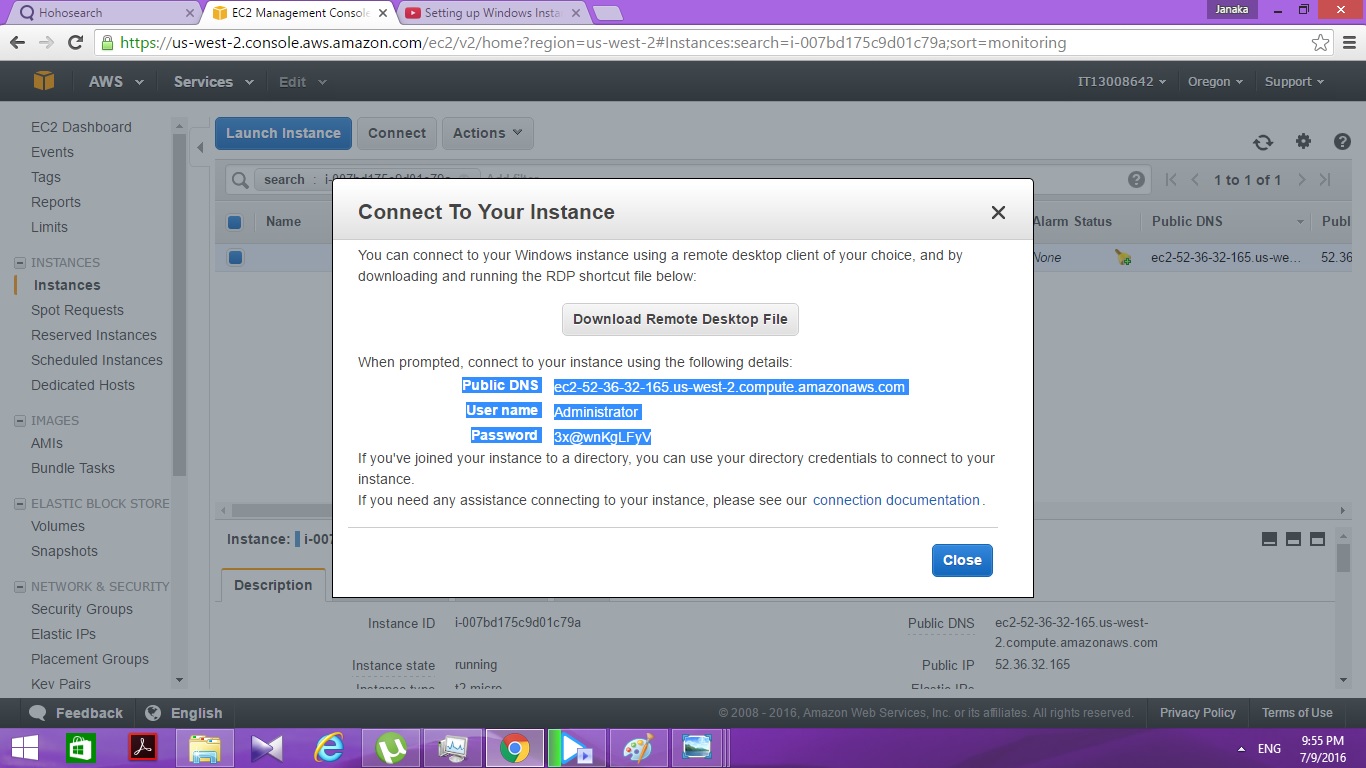 Hohosearch
EC2 Management Console
Setting up Windows Insta
Janaka
https://us-west-2.console.aws.amazon.com/ec2/v2/home?region=us-west-2#Instances:search=i-007bd175c9d01c79a;sort=monitoring
AWS Services Edit IT13008642 Oregon Support
EC2 Dashboard
Events
Tags
Reports
Limits
INSTANCES
Instances
Spot Requests
Reserved Instances
Scheduled Instances
Dedicated Hosts
IMAGES
AMIs
Bundle Tasks
ELASTIC BLOCK STORE
Volumes
Snapshots
NETWORK & SECURITY
Security Groups
Elastic IPs
Placement Groups
Key Pairs
Launch Instance Connect Actions
search : i-007bd175c9d01c79a Add filter
1 to 1 of 1
Name Alarm Status Public DNS Publ
None ec2-52-36-32-165.us-we... 52.36
Connect To Your Instance
You can connect to your Windows instance using a remote desktop client of your choice, and by
downloading and running the RDP shortcut file below:
Download Remote Desktop File
When prompted, connect to your instance using the following details:
Public DNS ec2-52-36-32-165.us-west-2.compute.amazonaws.com
User name Administrator
Password 3x@wnKgLFyV
If you've joined your instance to a directory, you can use your directory credentials to connect to your
instance.
If you need any assistance connecting to your instance, please see our connection documentation.
Close
Instance: i-007
Description
Instance ID i-007bd175c9d01c79a Public DNS ec2-52-36-32-165.us-west-
2.compute.amazonaws.com
Instance state running Public IP 52.36.32.165
Instance type t2.micro Elastic IPs
Feedback English © 2008 - 2016, Amazon Web Services, Inc. or its affiliates. All rights reserved. Privacy Policy Terms of Use
ENG
9:55 PM
7/9/2016